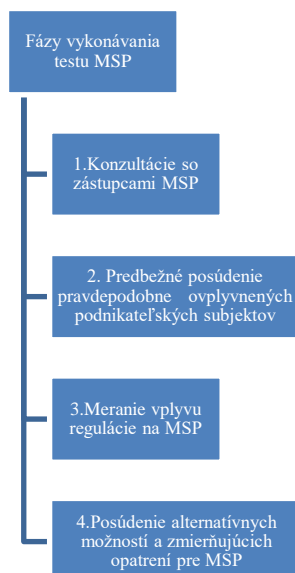 Fázy vykonávania
testu MSP
1.Konzultácie so
zástupcami MSP
2. Predbežné posúdenie
pravdepodobne ovplyvnených
podnikateľských subjektov
3.Meranie vplyvu
regulácie na MSP
4.Posúdenie alternatívnych
možností a zmierňujúcich
opatrení pre MSP